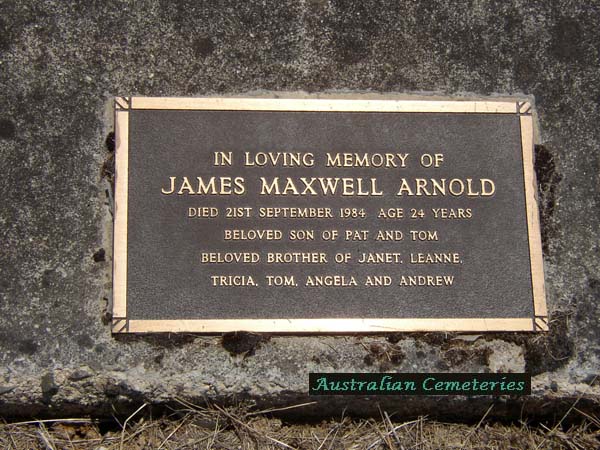 IN LOVING MEMORY OF
JAMES MAXWELL ARNOLD
DIED 21ST SEPTEMBER 1984 AGE 24 YEARS
BELOVED SON OF PAT AND TOM
BELOVED BROTHER OF JANET, LEANNE,
TRICIA, TOM, ANGELA AND ANDREW
Australian Cemeteries